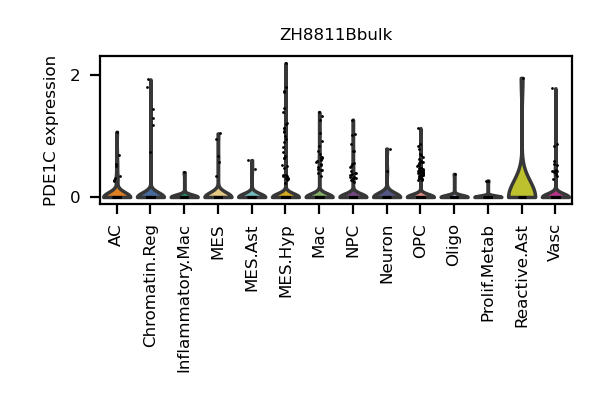 ZH8811Bbulk
PDE1C expression
2
0
AC
Chromatin.Reg
Inflammatory.Mac
MES
MES.Ast
MES.Hyp
Mac
NPC
Neuron
OPC
Oligo
Prolif.Metab
Reactive.Ast
Vasc